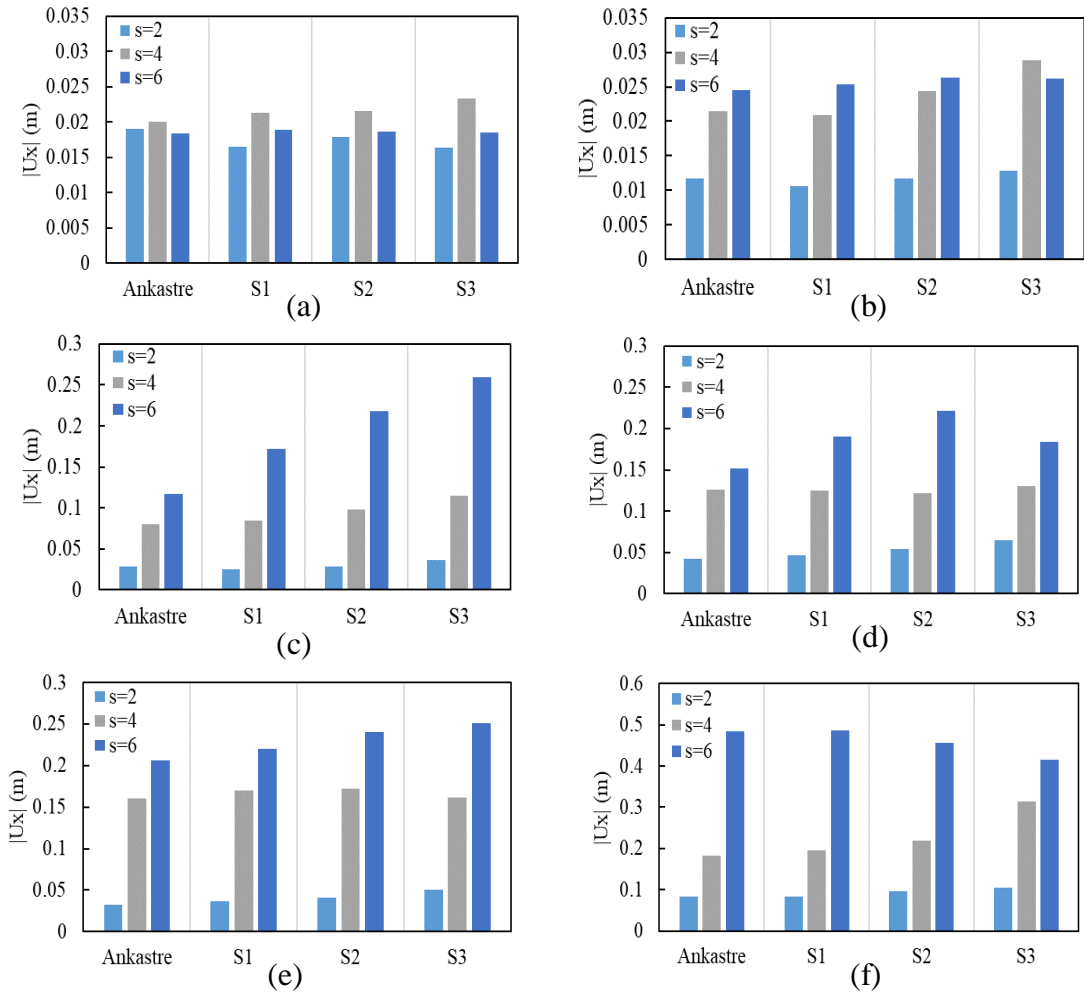 |Ux| (m)
0.035
0.03
0.025
0.02
0.015
0.01
0.005
0
s=2
s=4
s=6
Ankastre S1 S2 S3
(a)
|Ux| (m)
0.035
0.03
0.025
0.02
0.015
0.01
0.005
0
s=2
s=4
s=6
Ankastre S1 S2 S3
(b)
|Ux| (m)
0.3
0.25
0.2
0.15
0.1
0.05
0
s=2
s=4
s=6
Ankastre S1 S2 S3
(c)
|Ux| (m)
0.3
0.25
0.2
0.15
0.1
0.05
0
s=2
s=4
s=6
Ankastre S1 S2 S3
(d)
|Ux| (m)
0.3
0.25
0.2
0.15
0.1
0.05
0
s=2
s=4
s=6
Ankastre S1 S2 S3
(e)
|Ux| (m)
0.6
0.5
0.4
0.3
0.2
0.1
0
s=2
s=4
s=6
Ankastre S1 S2 S3
(f)